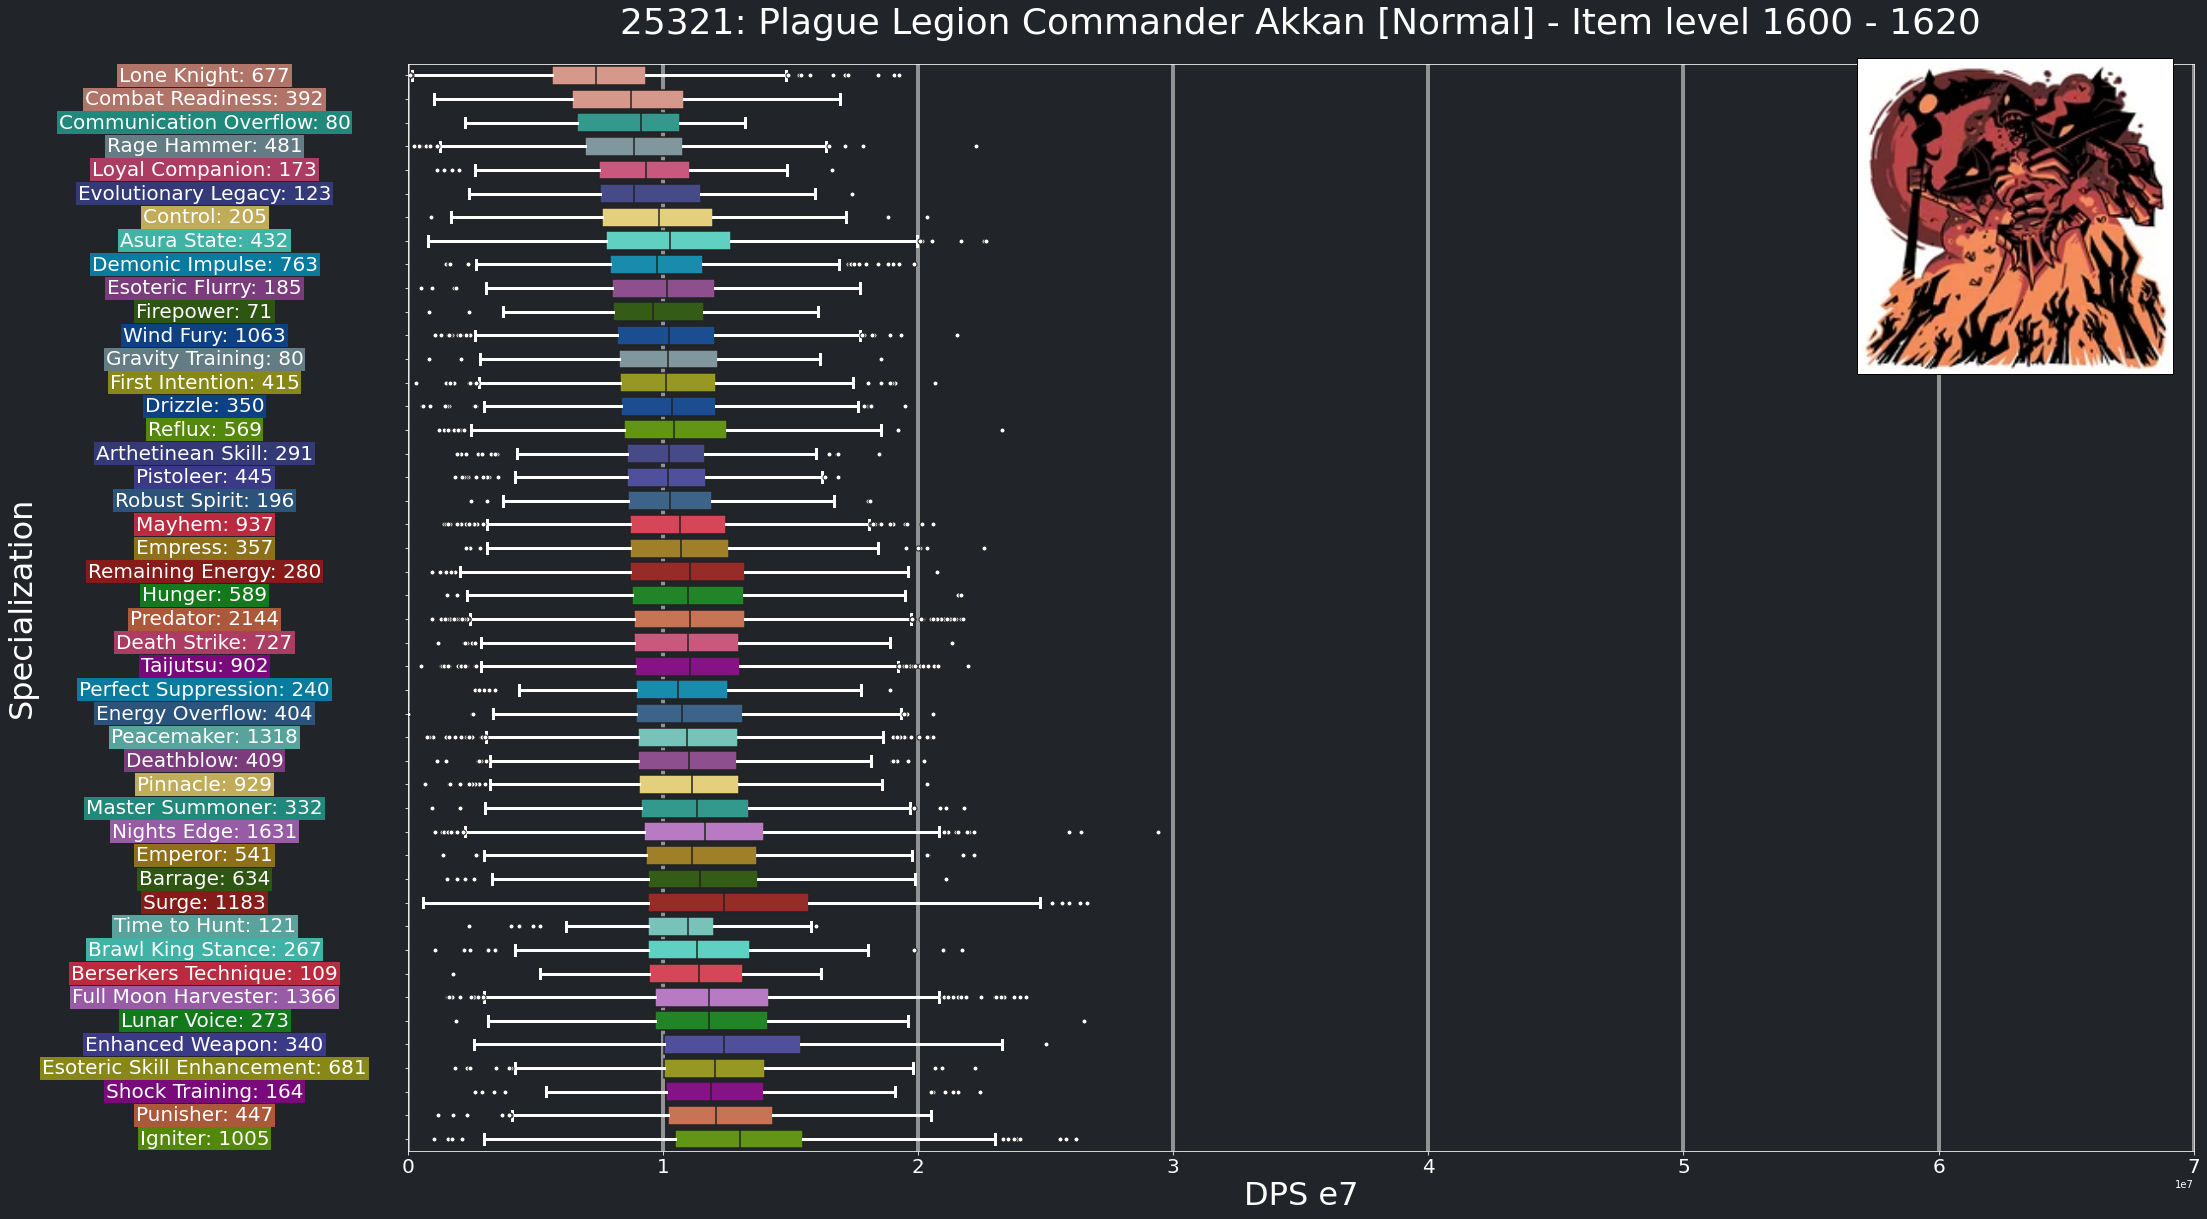 25321: Plague Legion Commander Akkan [Normal] - Item level 1600 - 1620
Specialization
Lone Knight: 677
Combat Readiness: 392
Communication Overflow: 80
Rage Hammer: 481
Loyal Companion: 173
Evolutionary Legacy: 123
Control: 205
Asura State: 432
Demonic Impulse: 763
Esoteric Flurry: 185
Firepower: 71
Wind Fury: 1063
Gravity Training: 80
First Intention: 415
Drizzle: 350
Reflux: 569
Arthetinean Skill: 291
Pistoleer: 445
Robust Spirit: 196
Mayhem: 937
Empress: 357
Remaining Energy: 280
Hunger: 589
Predator: 2144
Death Strike: 727
Taijutsu: 902
Perfect Suppression: 240
Energy Overflow: 404
Peacemaker: 1318
Deathblow: 409
Pinnacle: 929
Master Summoner: 332
Nights Edge: 1631
Emperor: 541
Barrage: 634
Surge: 1183
Time to Hunt: 121
Brawl King Stance: 267
Berserkers Technique: 109
Full Moon Harvester: 1366
Lunar Voice: 273
Enhanced Weapon: 340
Esoteric Skill Enhancement: 681
Shock Training: 164
Punisher: 447
Igniter: 1005
0 1 2 3 4 5 6 7
1e7
DPS e7